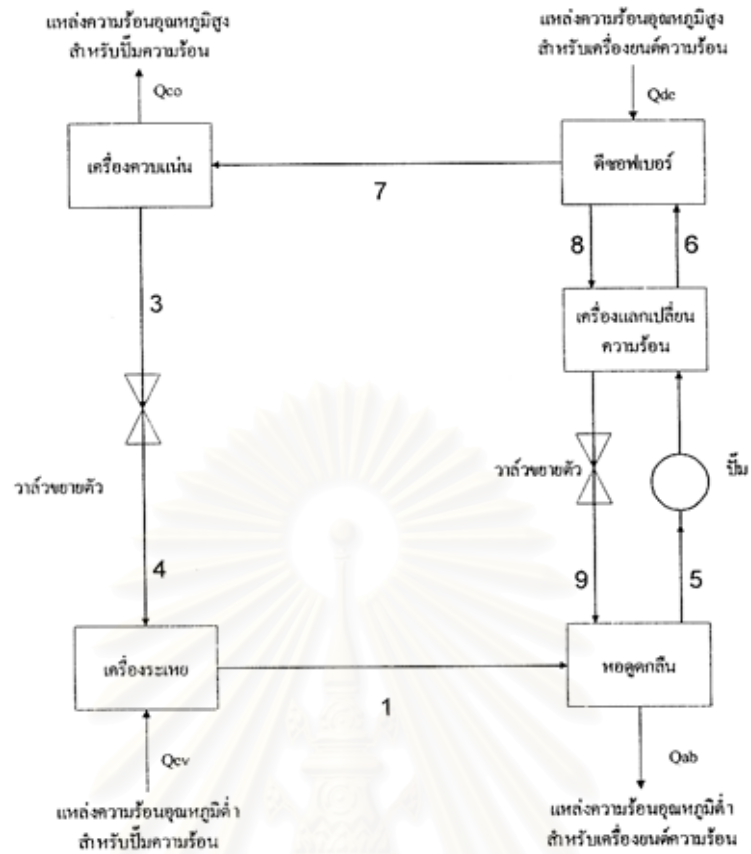 แหล่งความร้อนอุณหภูมิสูง
สำหรับปั๊มความร้อน
แหล่งความร้อนอุณหภูมิสูง
สำหรับเครื่องยนต์ความร้อน
Qco
Qde
เครื่องควบแน่น
ดีซอฟเบอร์
7
8
6
3
เครื่องแลกเปลี่ยน
ความร้อน
วาล์วขยายตัว
วาล์วขยายตัว
ปั๊ม
4
9
5
เครื่องระเหย
หอดูดกลืน
1
Qev
Qab
แหล่งความร้อนอุณหภูมิต่ำ
สำหรับปั๊มความร้อน
แหล่งความร้อนอุณหภูมิต่ำ
สำหรับเครื่องยนต์ความร้อน